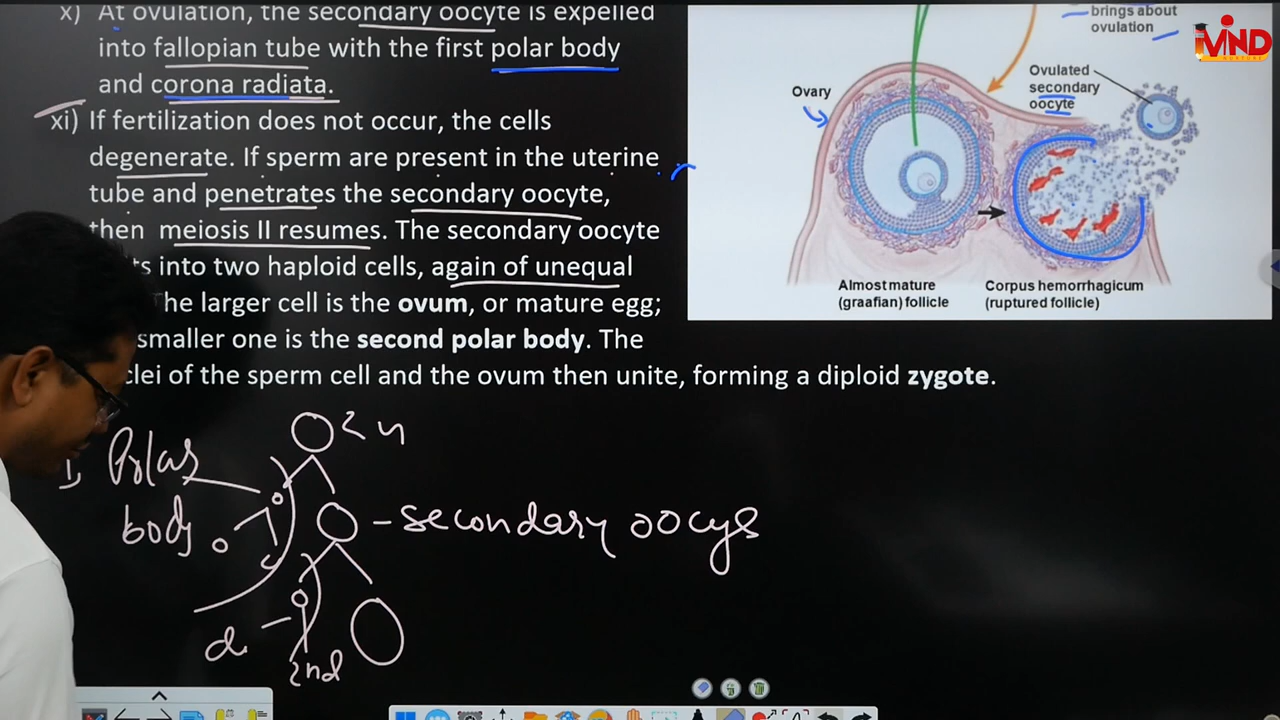 x) At ovulation, the secondary oocyte is expelled
into fallopian tube with the first polar body
and corona radiata.
xi) If fertilization does not occur, the cells
degenerate. If sperm are present in the uterine
tube and penetrates the secondary oocyte,
then meiosis II resumes. The secondary oocyte
into two haploid cells, again of unequal
The larger cell is the ovum, or mature egg;
smaller one is the second polar body. The
of the sperm cell and the ovum then unite, forming a diploid zygote.
brings about
ovulation
iMIND
Ovulated
secondary
oocyte
Ovary
Almost mature
(graafian) follicle
Corpus hemorrhagicum
(ruptured follicle)
2n
Polar
body
- secondary
2nd